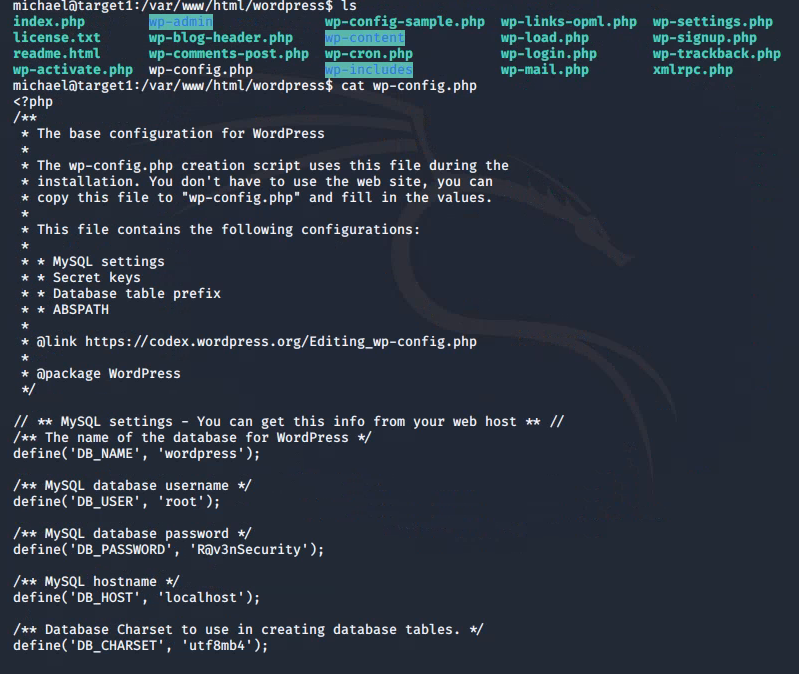 michael@target1:/var/www/html/wordpress$ ls
index.php wp-admin wp-config-sample.php wp-links-opml.php wp-settings.php
license.txt wp-blog-header.php wp-content wp-load.php wp-signup.php
readme.html wp-comments-post.php wp-cron.php wp-login.php wp-trackback.php
wp-activate.php wp-config.php wp-includes wp-mail.php xmlrpc.php
michael@target1:/var/www/html/wordpress$ cat wp-config.php
<?php
/**
 * The base configuration for WordPress
 *
 * The wp-config.php creation script uses this file during the
 * installation. You don't have to use the web site, you can
 * copy this file to "wp-config.php" and fill in the values.
 *
 * This file contains the following configurations:
 *
 * * MySQL settings
 * * Secret keys
 * * Database table prefix
 * * ABSPATH
 *
 * @link https://codex.wordpress.org/Editing_wp-config.php
 *
 * @package WordPress
 */

// ** MySQL settings - You can get this info from your web host ** //
/** The name of the database for WordPress */
define('DB_NAME', 'wordpress');

/** MySQL database username */
define('DB_USER', 'root');

/** MySQL database password */
define('DB_PASSWORD', 'R@v3nSecurity');

/** MySQL hostname */
define('DB_HOST', 'localhost');

/** Database Charset to use in creating database tables. */
define('DB_CHARSET', 'utf8mb4');